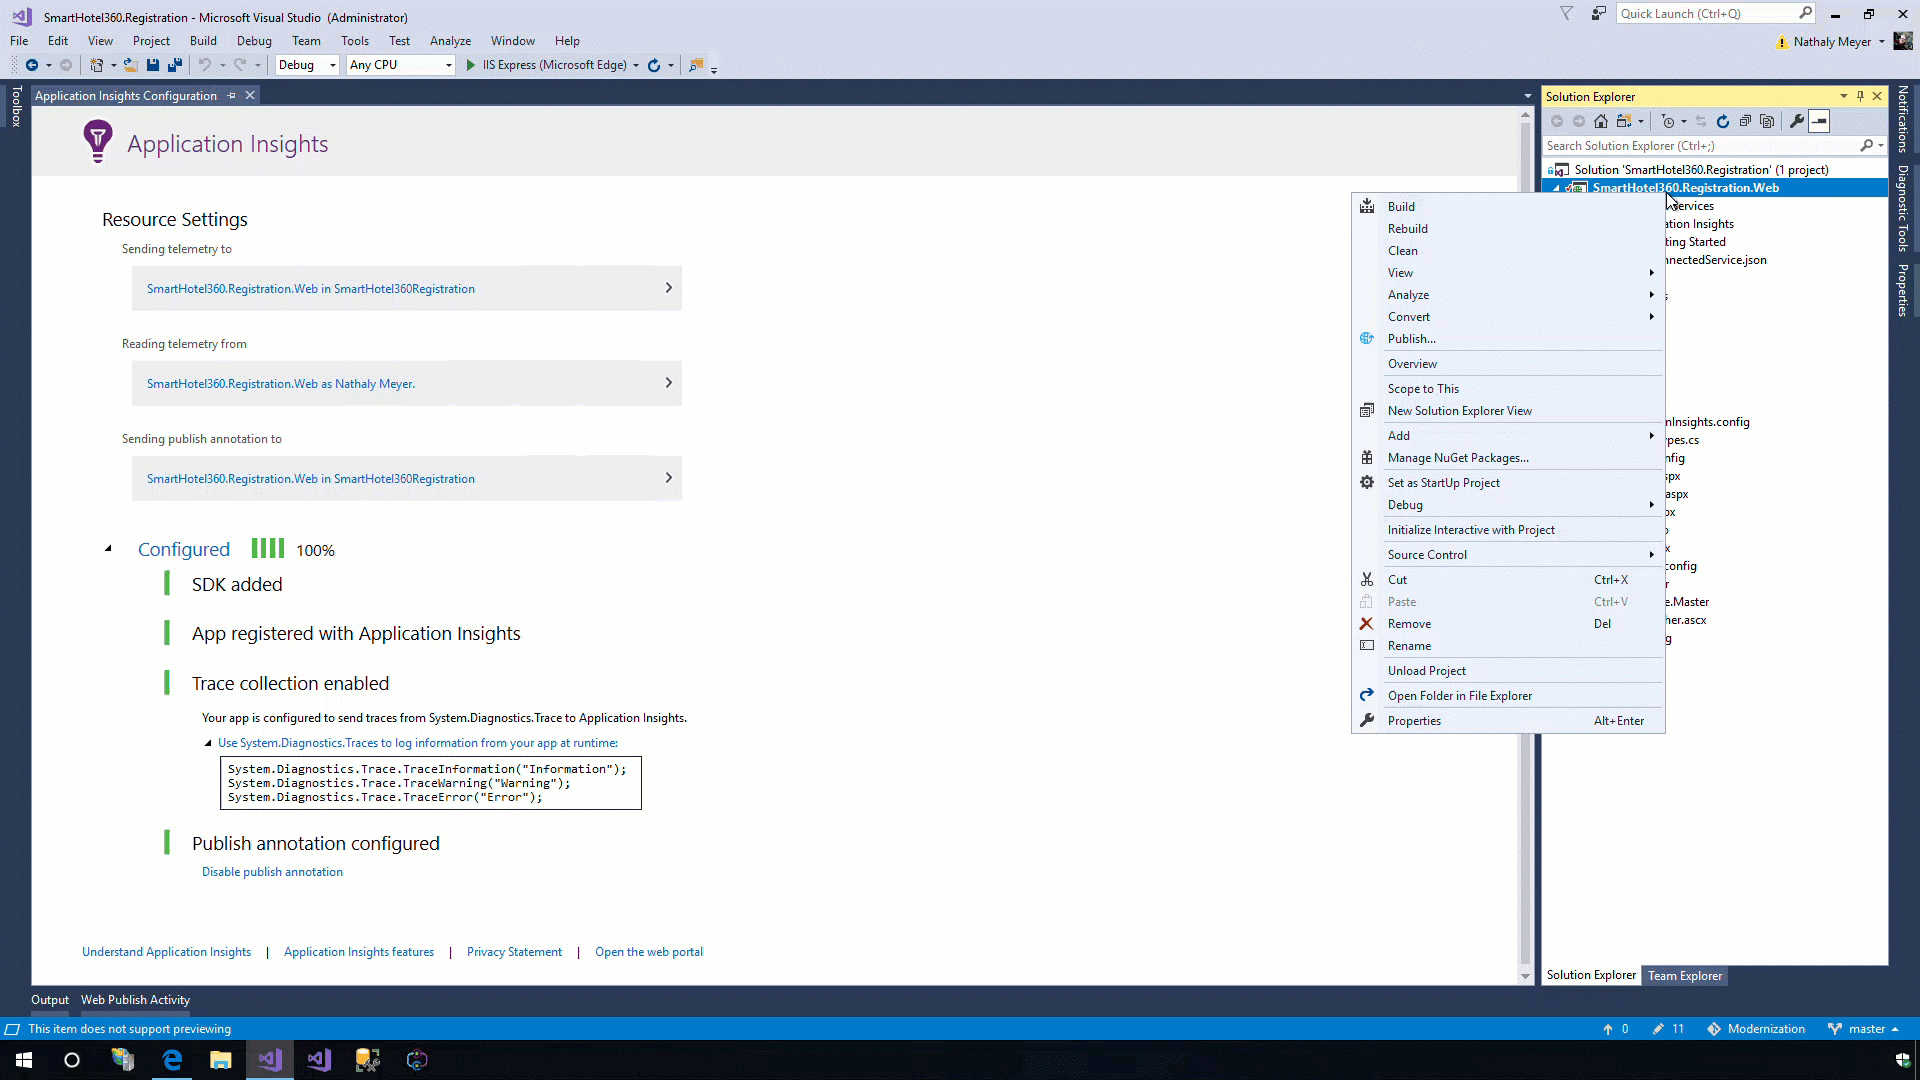 SmartHotel360.Registration - Microsoft Visual Studio (Administrator)
Quick Launch (Ctrl+Q)
File Edit View Project Build Debug Team Tools Test Analyze Window Help
Nathaly Meyer
Debug Any CPU IIS Express (Microsoft Edge)
Toolbox
Application Insights Configuration
Application Insights
Resource Settings
Sending telemetry to
SmartHotel360.Registration.Web in SmartHotel360Registration
Reading telemetry from
SmartHotel360.Registration.Web as Nathaly Meyer.
Sending publish annotation to
SmartHotel360.Registration.Web in SmartHotel360Registration
Configured 100%
SDK added
App registered with Application Insights
Trace collection enabled
Your app is configured to send traces from System.Diagnostics.Trace to Application Insights.
Use System.Diagnostics.Traces to log information from your app at runtime:
System.Diagnostics.Trace.TraceInformation("Information");
System.Diagnostics.Trace.TraceWarning("Warning");
System.Diagnostics.Trace.TraceError("Error");
Publish annotation configured
Disable publish annotation
Understand Application Insights | Application Insights features | Privacy Statement | Open the web portal
Build
Rebuild
Clean
View
Analyze
Convert
Publish...
Overview
Scope to This
New Solution Explorer View
Add
Manage NuGet Packages...
Set as StartUp Project
Debug
Initialize Interactive with Project
Source Control
Cut Ctrl+X
Paste Ctrl+V
Remove Del
Rename
Unload Project
Open Folder in File Explorer
Properties Alt+Enter
Solution Explorer
Search Solution Explorer (Ctrl+;)
Solution 'SmartHotel360.Registration' (1 project)
SmartHotel360.Registration.Web
ervices
ation Insights
ting Started
nnectedService.json
s
nInsights.config
ypes.cs
nfig
spx
aspx
px
o
x
config
r
e.Master
her.ascx
g
Solution Explorer Team Explorer
Notifications
Diagnostic Tools
Properties
Output Web Publish Activity
This item does not support previewing
0 11 Modernization master